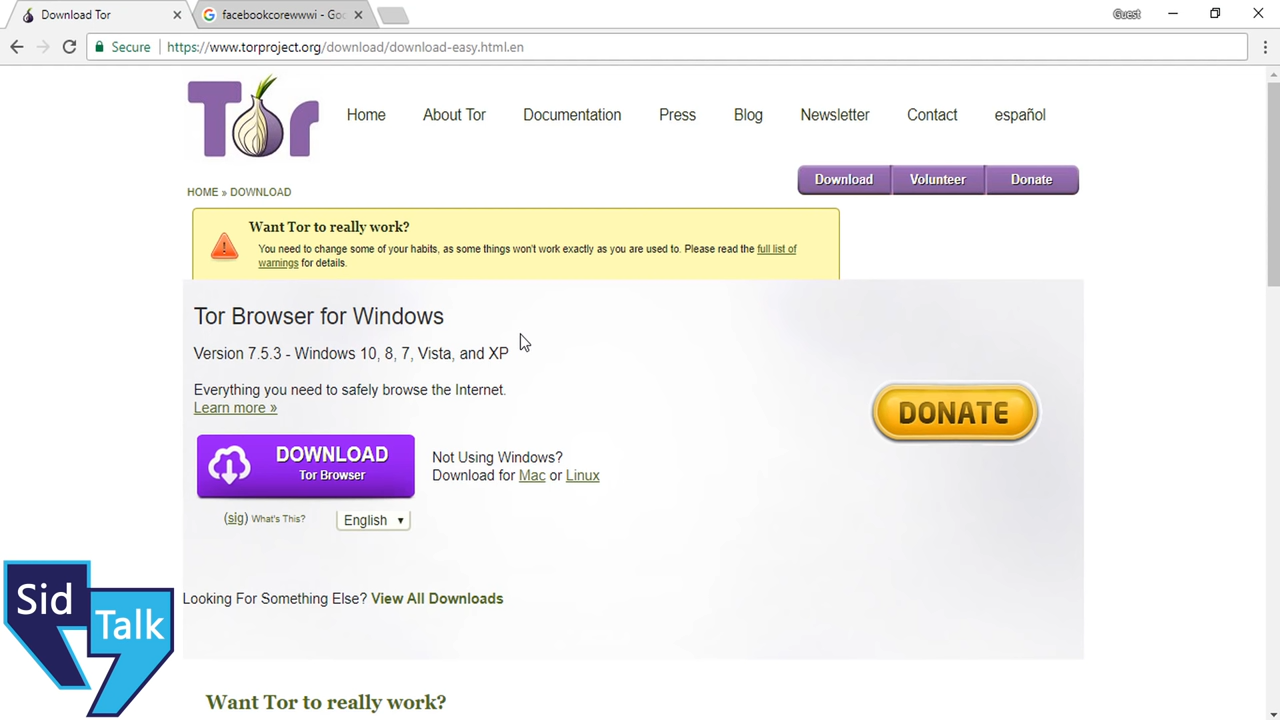 Download Tor
facebookcorewwwi - Goo
Guest
Secure
https://www.torproject.org/download/download-easy.html.en
Tor
Home
About Tor
Documentation
Press
Blog
Newsletter
Contact
español
HOME » DOWNLOAD
Download
Volunteer
Donate
Want Tor to really work?
You need to change some of your habits, as some things won't work exactly as you are used to. Please read the full list of
warnings for details.
Tor Browser for Windows
Version 7.5.3 - Windows 10, 8, 7, Vista, and XP
Everything you need to safely browse the Internet.
Learn more »
DONATE
DOWNLOAD
Tor Browser
Not Using Windows?
Download for Mac or Linux
(sig) What's This?
English
Looking For Something Else? View All Downloads
Sid
Talk
Want Tor to really work?